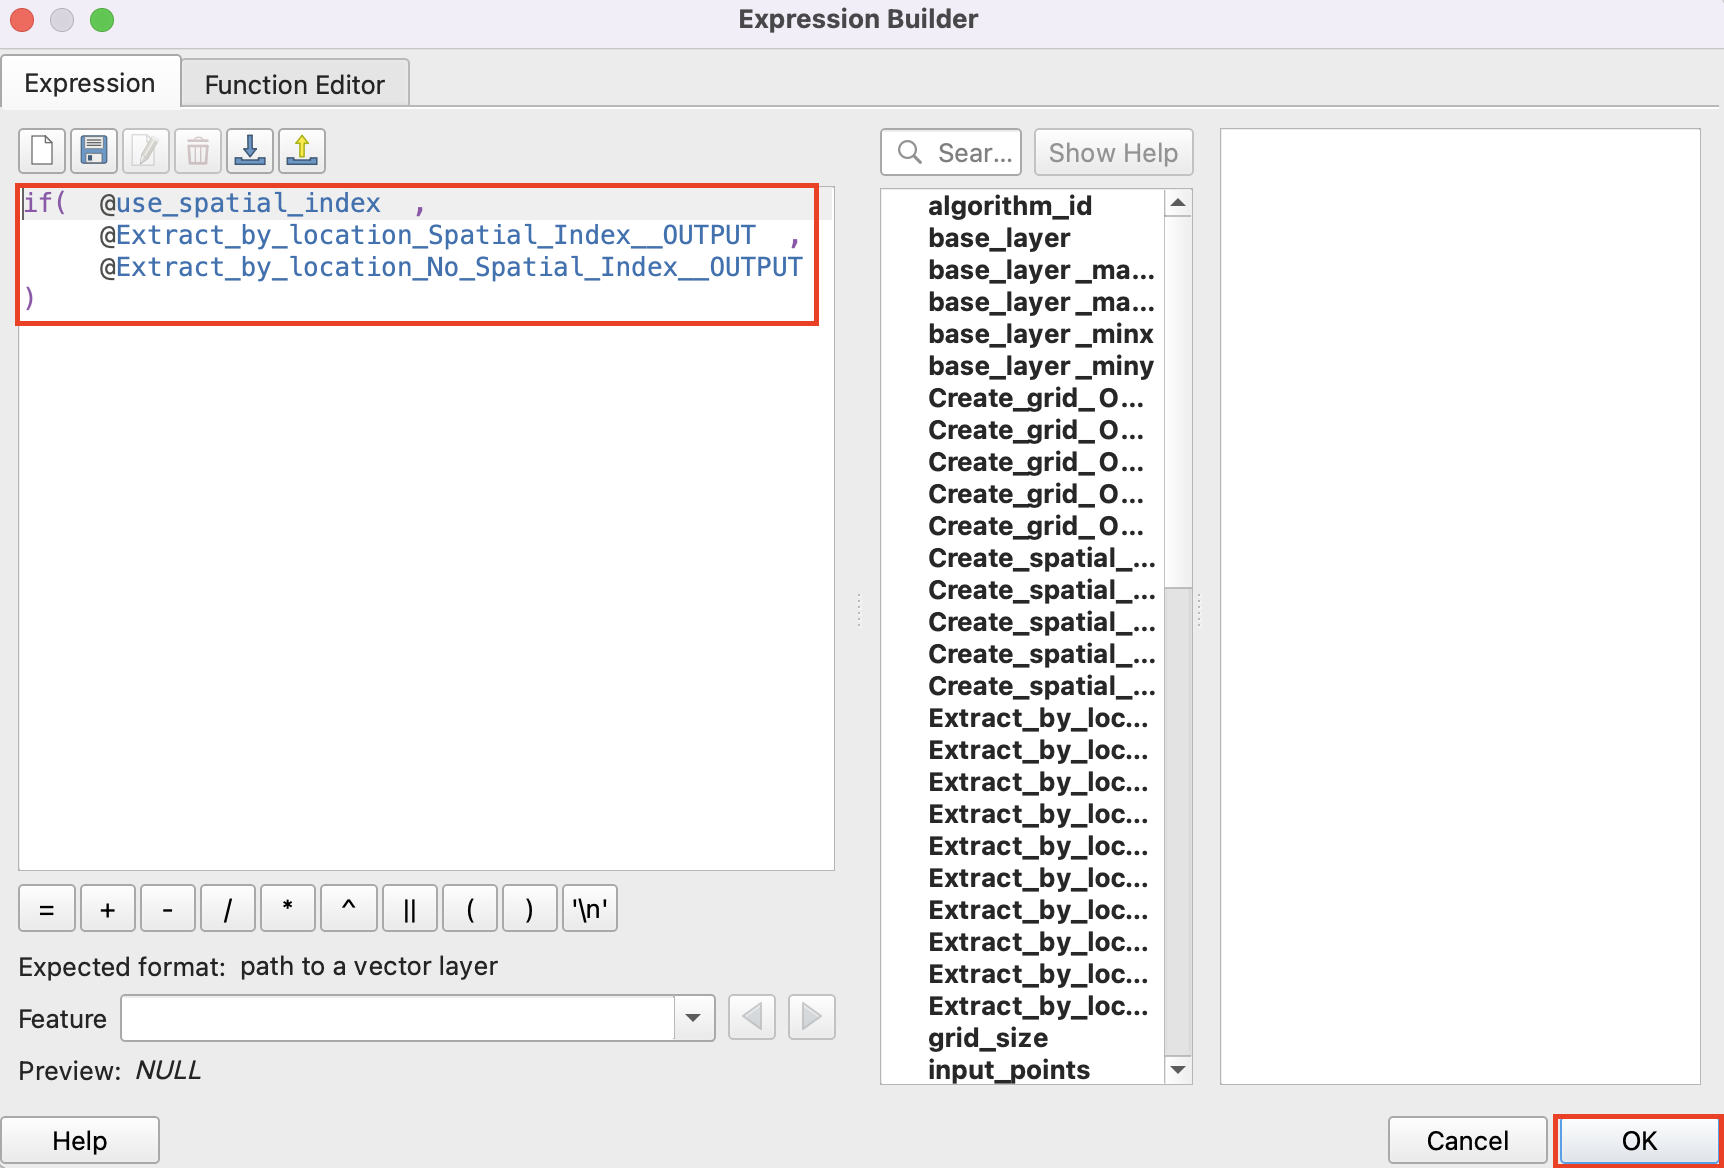 Expression Builder
Expression
Function Editor
if(  @use_spatial_index  ,
@Extract_by_location_Spatial_Index__OUTPUT  ,
@Extract_by_location_No_Spatial_Index__OUTPUT
)
= + - / * ^ || ( ) '\n'
Expected format: path to a vector layer
Feature
Preview: NULL
Sear...
Show Help
algorithm_id
base_layer
base_layer_ma...
base_layer_ma...
base_layer_minx
base_layer_miny
Create_grid_O...
Create_grid_O...
Create_grid_O...
Create_grid_O...
Create_grid_O...
Create_spatial_...
Create_spatial_...
Create_spatial_...
Create_spatial_...
Create_spatial_...
Extract_by_loc...
Extract_by_loc...
Extract_by_loc...
Extract_by_loc...
Extract_by_loc...
Extract_by_loc...
Extract_by_loc...
Extract_by_loc...
Extract_by_loc...
Extract_by_loc...
grid_size
input_points
Help
Cancel
OK